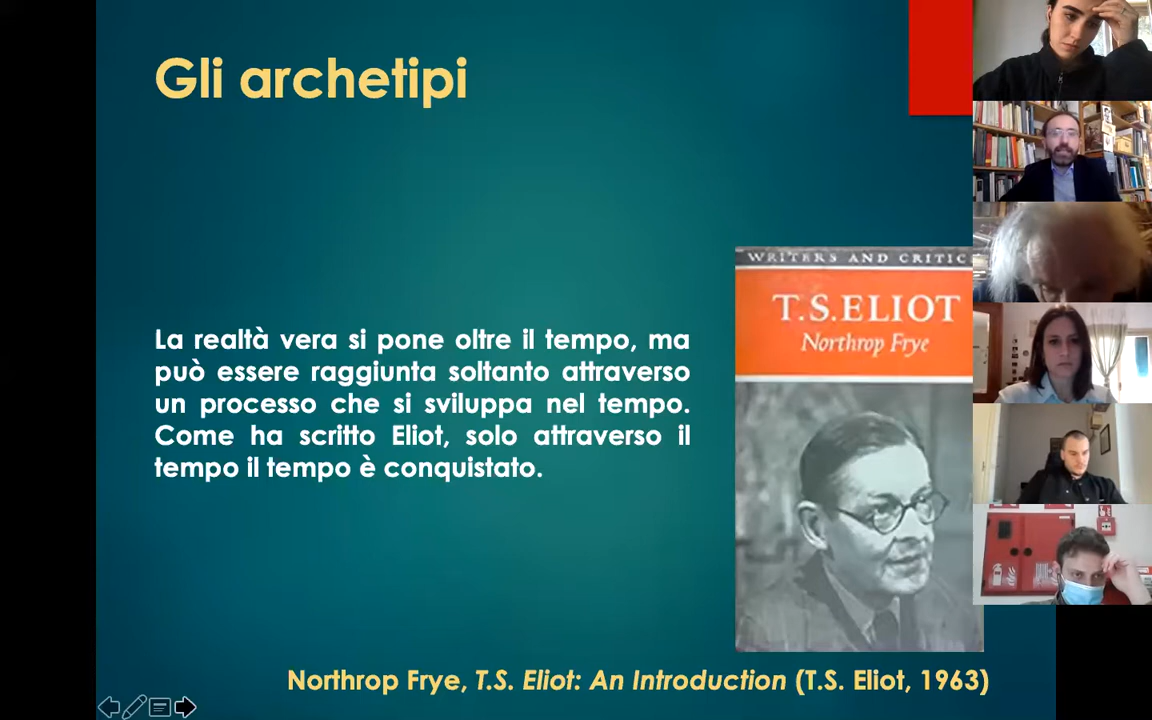 Gli archetipi
La realtà vera si pone oltre il tempo, ma
può essere raggiunta soltanto attraverso
un processo che si sviluppa nel tempo.
Come ha scritto Eliot, solo attraverso il
tempo il tempo è conquistato.
WRITERS AND CRITIC
T.S.ELIOT
Northrop Frye
Northrop Frye, T.S. Eliot: An Introduction (T.S. Eliot, 1963)